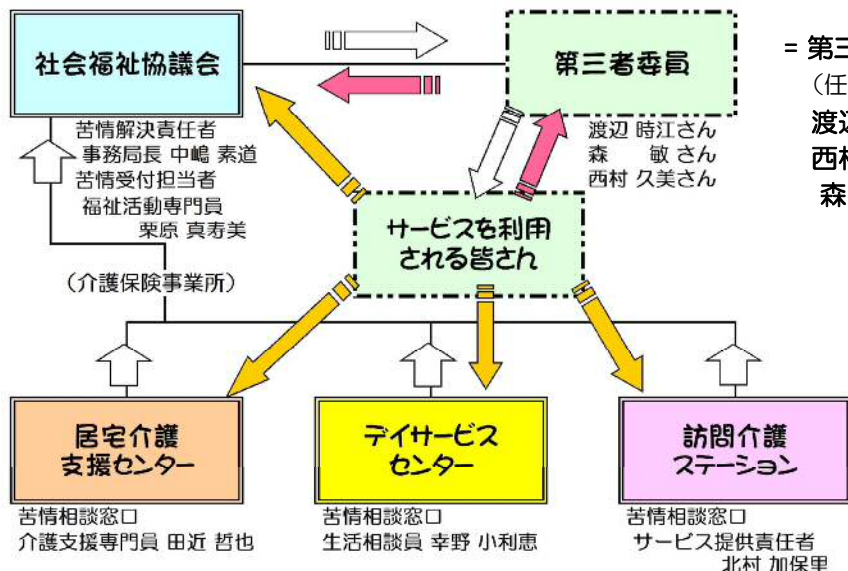 社会福祉協議会
苦情解決責任者
事務局長 中嶋 素道
苦情受付担当者
福祉活動専門員
栗原 真寿美
第三者委員
渡辺 時江さん
森 敏 さん
西村 久美さん
= 第三
（任
渡辺
西村
森
サービスを利用
される皆さん
（介護保険事業所）
居宅介護
支援センター
苦情相談窓口
介護支援専門員 田近 哲也
デイサービス
センター
苦情相談窓口
生活相談員 幸野 小利恵
訪問介護
ステーション
苦情相談窓口
サービス提供責任者
北村 加保里